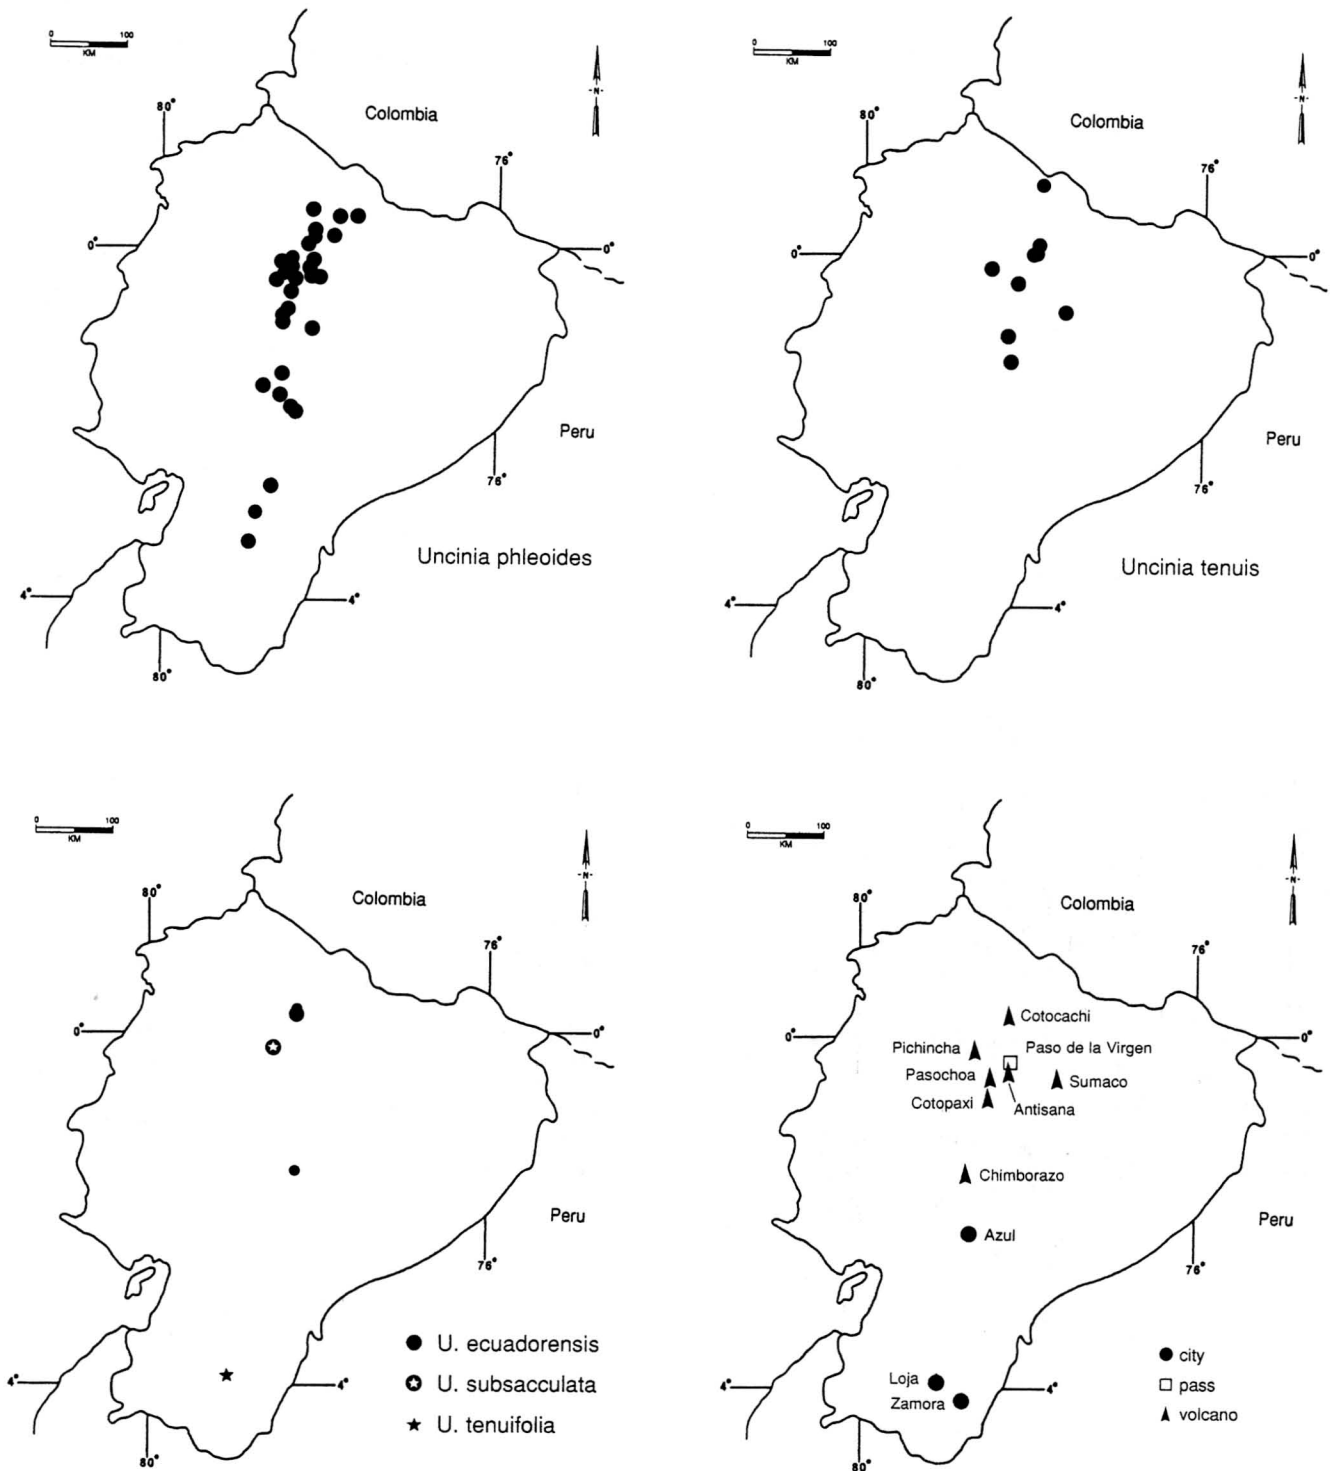 0 100
KM
-N-
80°
Colombia
76°
0°
0°
Peru
76°
Uncinia phleoides
4°
4°
80°
0 100
KM
-N-
80°
Colombia
76°
0°
0°
Peru
76°
Uncinia tenuis
4°
4°
80°
0 100
KM
-N-
80°
Colombia
76°
0°
0°
Peru
76°
U. ecuadorensis
U. subsacculata
U. tenuifolia
4°
4°
80°
0 100
KM
-N-
80°
Colombia
76°
Cotocachi
0°
0°
Pichincha
Paso de la Virgen
Pasochoa
Sumaco
Cotopaxi
Antisana
Chimborazo
Peru
Azul
76°
city
Loja
pass
4°
Zamora
volcano
80°